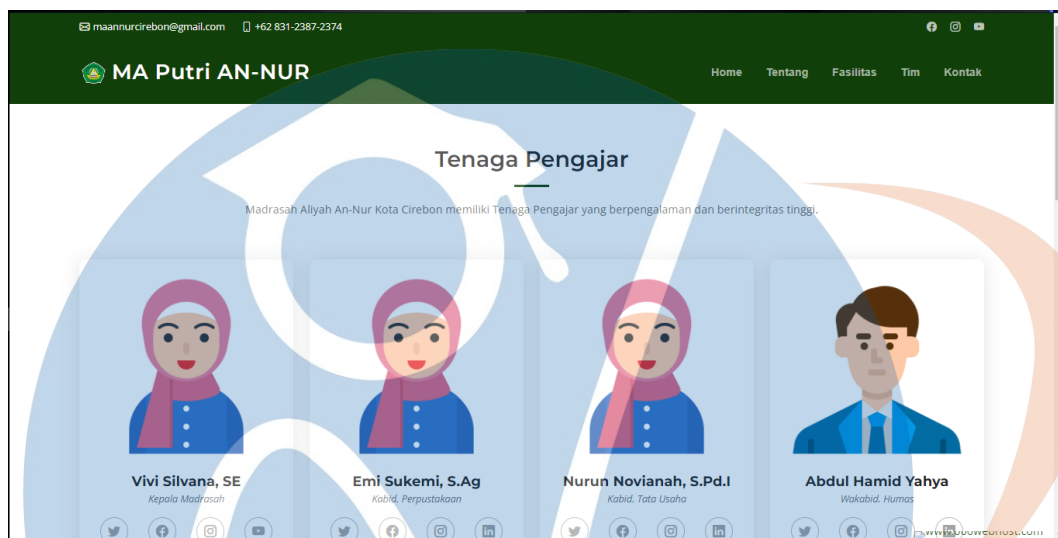 maannurcirebon@gmail.com +62 831-2387-2374
MA Putri AN-NUR
Home Tentang Fasilitas Tim Kontak
Tenaga Pengajar
Madrasah Aliyah An-Nur Kota Cirebon memiliki Tenaga Pengajar yang berpengalaman dan berintegritas tinggi.
Vivi Silvana, SE Emi Sukemi, S.Ag Nurun Novianah, S.Pd.I Abdul Hamid Yahya
Kepala Madrasah Kabid. Perpustakaan Kabid. Tata Usaha Wakabid. Humas